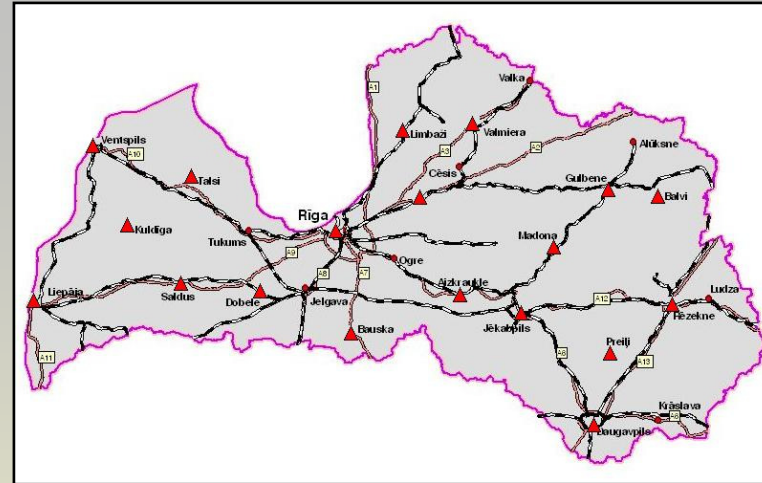 Valka
A1
Ventspils
Limbaži
Valmiera
A10
A3
A2
Alūksne
Cēsis
Talsi
Gulbene
Balvi
Rīga
Kuldīga
Tukums
Madona
Ogre
A9
A8
A7
Aizkraukle
Ludza
Liepāja
Saldus
Dobele
Jelgava
A12
Rēzekne
Jēkabpils
Bauska
A11
Preiļi
A6
A13
Krāslava
A6
Daugavpils